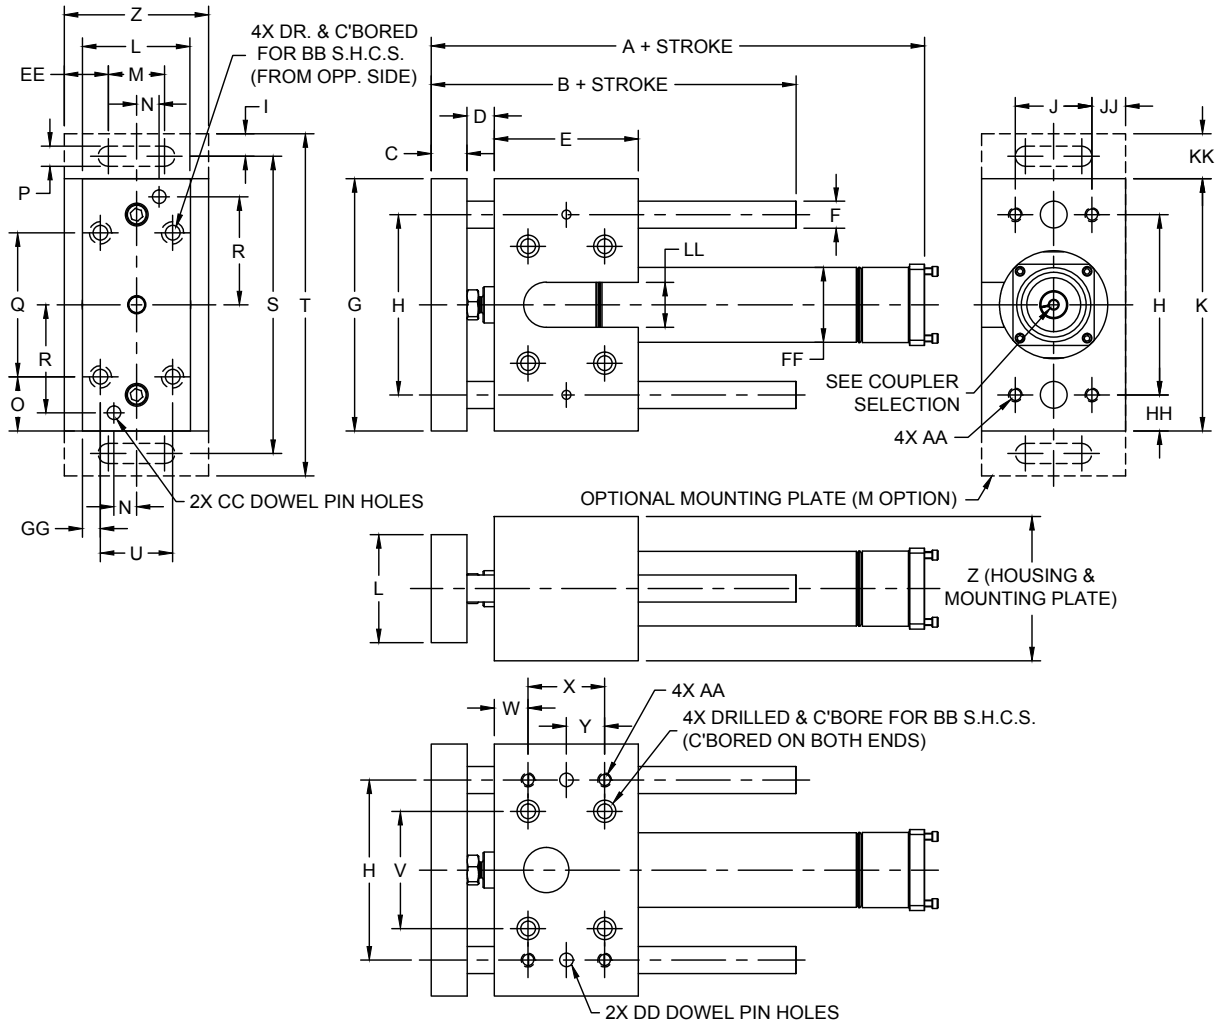 Z
L
EE
M
N
I
4X DR. & C'BORED
FOR BB S.H.C.S.
(FROM OPP. SIDE)
P
R
Q
S
T
R
O
N
2X CC DOWEL PIN HOLES
GG
U
A + STROKE
B + STROKE
D
C
E
F
LL
G
H
FF
J
JJ
KK
H
K
SEE COUPLER
SELECTION
4X AA
HH
OPTIONAL MOUNTING PLATE (M OPTION)
L
Z (HOUSING &
MOUNTING PLATE)
X
W
Y
4X AA
4X DRILLED & C'BORE FOR BB S.H.C.S.
(C'BORED ON BOTH ENDS)
H
V
2X DD DOWEL PIN HOLES